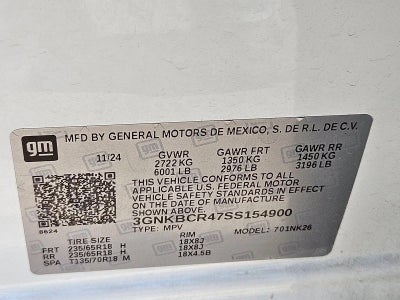 gm
MFD BY GENERAL MOTORS DE MEXICO, S. DE R.L. DE C.V.
11/24 GVWR GAWR FRT GAWR RR
2722 KG 1350 KG 1450 KG
6001 LB 2976 LB 3196 LB
THIS VEHICLE CONFORMS TO ALL
APPLICABLE U.S. FEDERAL MOTOR
VEHICLE SAFETY STANDARDS IN EFFECT
ON THE DATE OF MANUFACTURE
SHOWN ABOVE.
3GNKBCR47SS154900
8624 TYPE: MPV MODEL: 701NK26
TIRE SIZE RIM
FRT 235/65R18 H 18X8J
RR 235/65R18 H 18X8J
SPA T135/70R18 M 18X4.5B